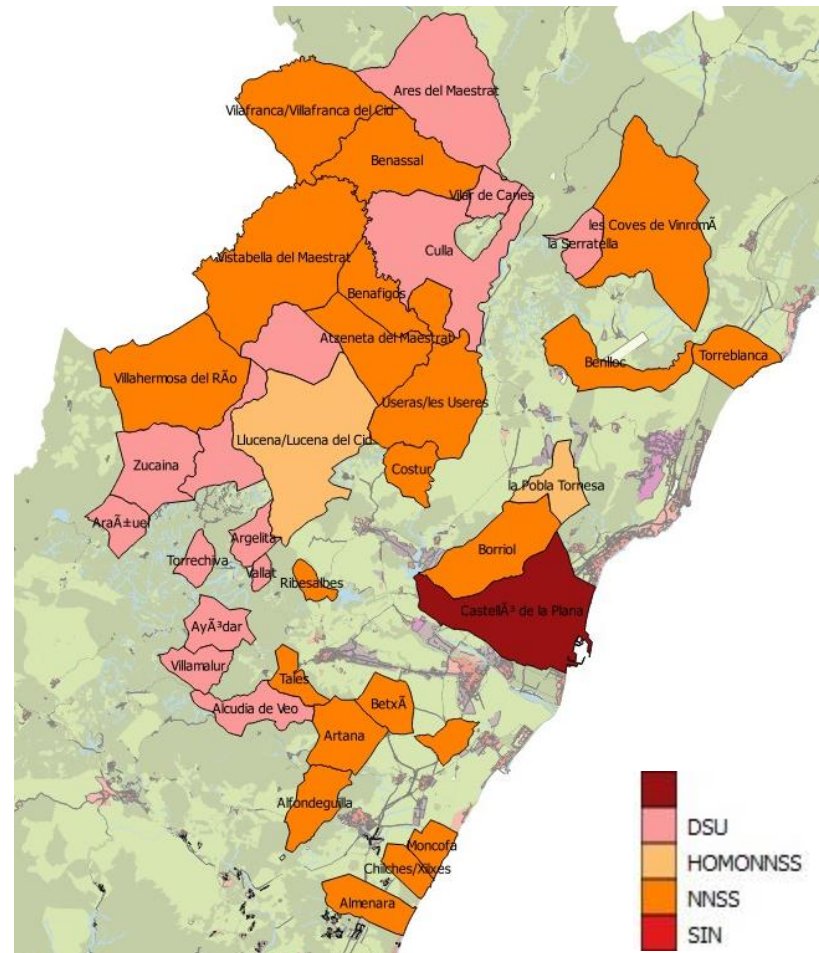 Ares del Maestrat
Vilafranca/Villafranca del Cid
Benassal
Vilar de Canes
les Coves de VinromÃ
la Serratella
Culla
Vistabella del Maestrat
Benafigos
Atzeneta del Maestrat
Benlloc
Torreblanca
Villahermosa del RÃo
Useras/les Useres
Llucena/Lucena del Cid
Zucaina
Costur
la Pobla Tornesa
AraÃ±uel
Argelita
Borriol
Torrechiva
Vallat
Ribesalbes
CastellÃ³ de la Plana
AyÃ³dar
Villamalur
Tales
Alcudia de Veo
BetxÃ
Artana
Alfondeguilla
Moncofa
Chilches/Xilxes
Almenara
DSU
HOMONNSS
NNSS
SIN